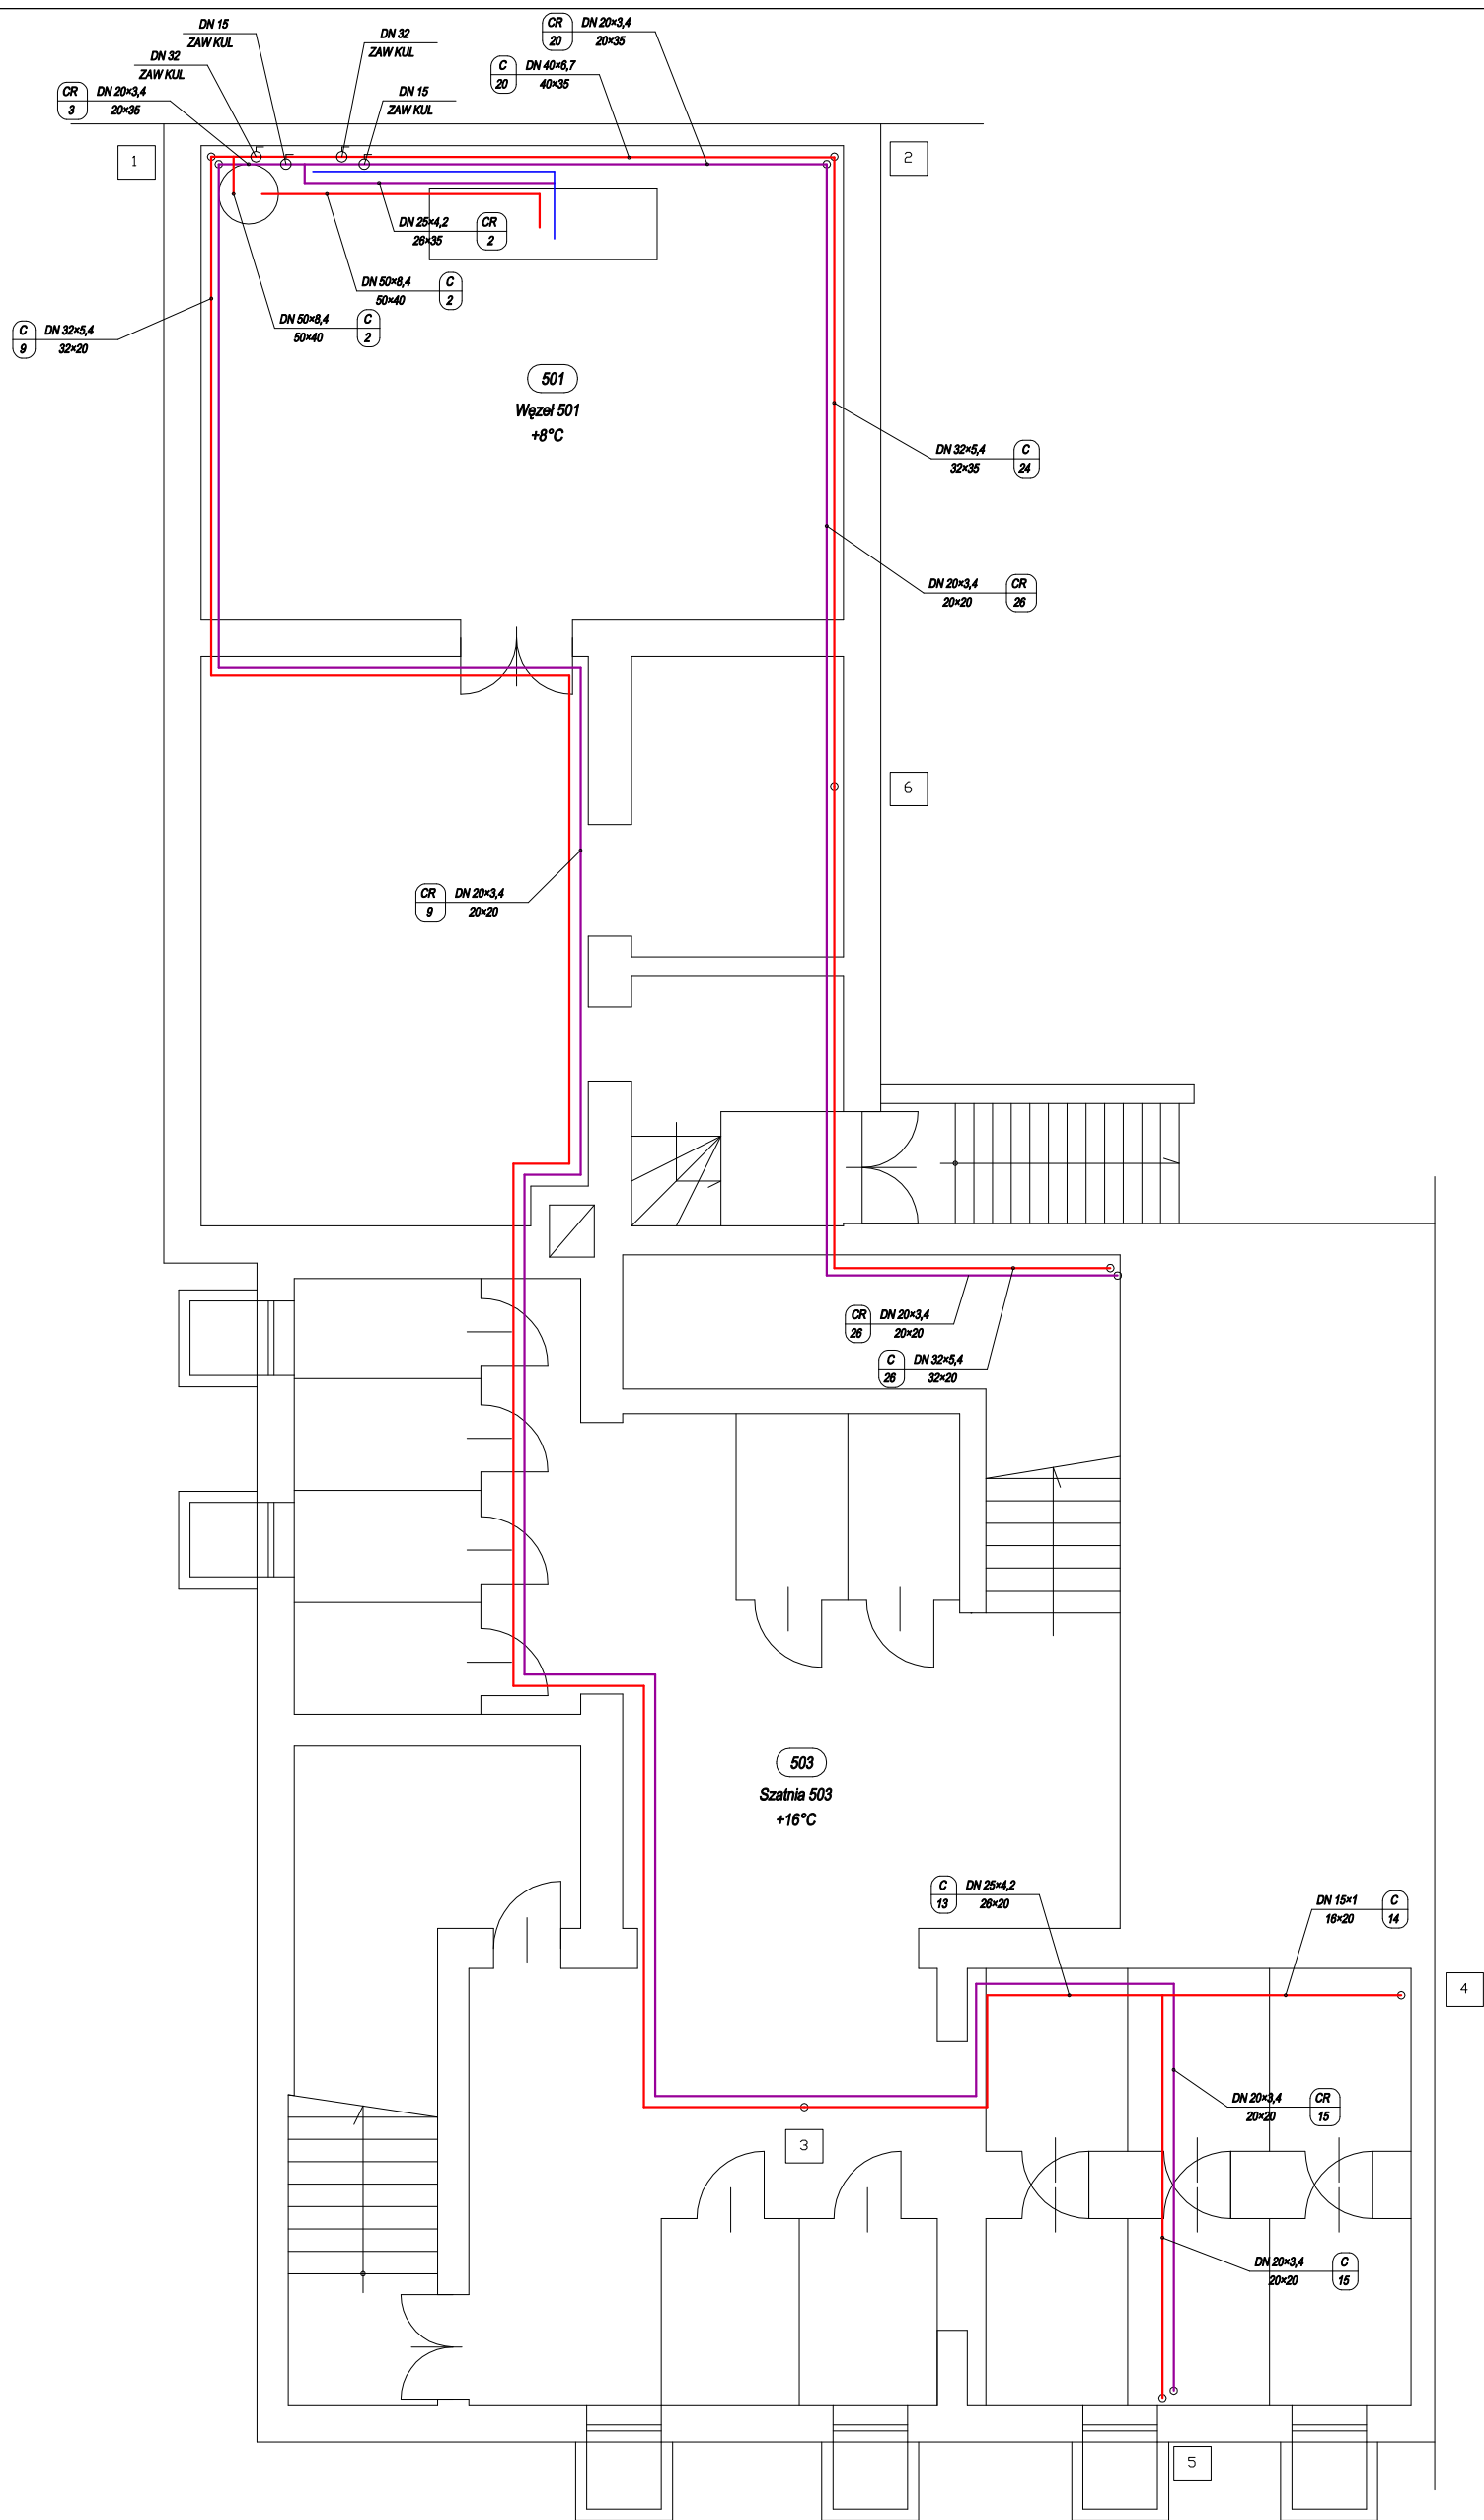 DN 15
ZAW KUL
DN 32
ZAW KUL
CR DN 20×3,4
20 20×35
DN 32
ZAW KUL
C DN 40×6,7
20 40×35
CR DN 20×3,4
3 20×35
DN 15
ZAW KUL
1
2
DN 25×4,2 CR
26×35 2
DN 50×8,4 C
50×40 2
DN 50×8,4 C
50×40 2
C DN 32×5,4
9 32×20
501
Węzeł 501
+8°C
DN 32×5,4 C
32×35 24
DN 20×3,4 CR
20×20 26
6
CR DN 20×3,4
9 20×20
CR DN 20×3,4
26 20×20
C DN 32×5,4
26 32×20
503
Szatnia 503
+16°C
C DN 25×4,2
13 26×20
DN 15×1 C
16×20 14
4
DN 20×3,4 CR
20×20 15
3
DN 20×3,4 C
20×20 15
5